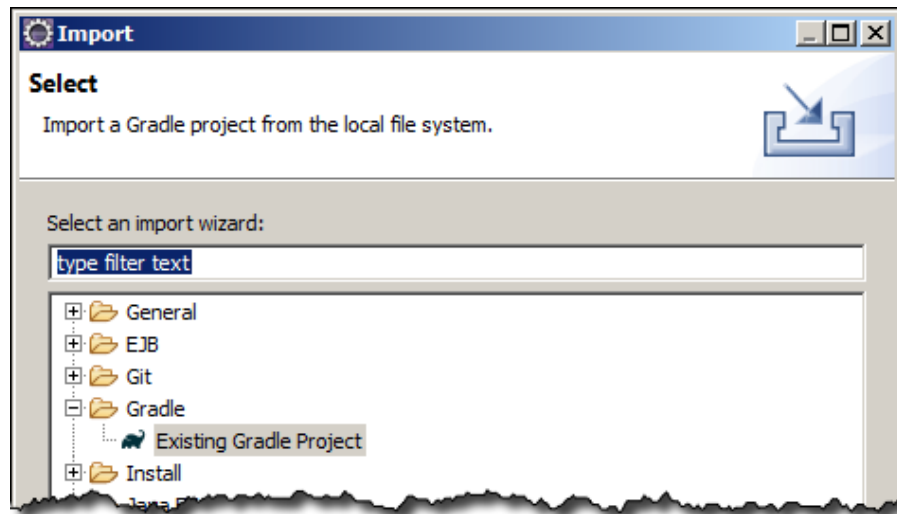 Import
Select
Import a Gradle project from the local file system.
Select an import wizard:
type filter text
General
EJB
Git
Gradle
Existing Gradle Project
Install